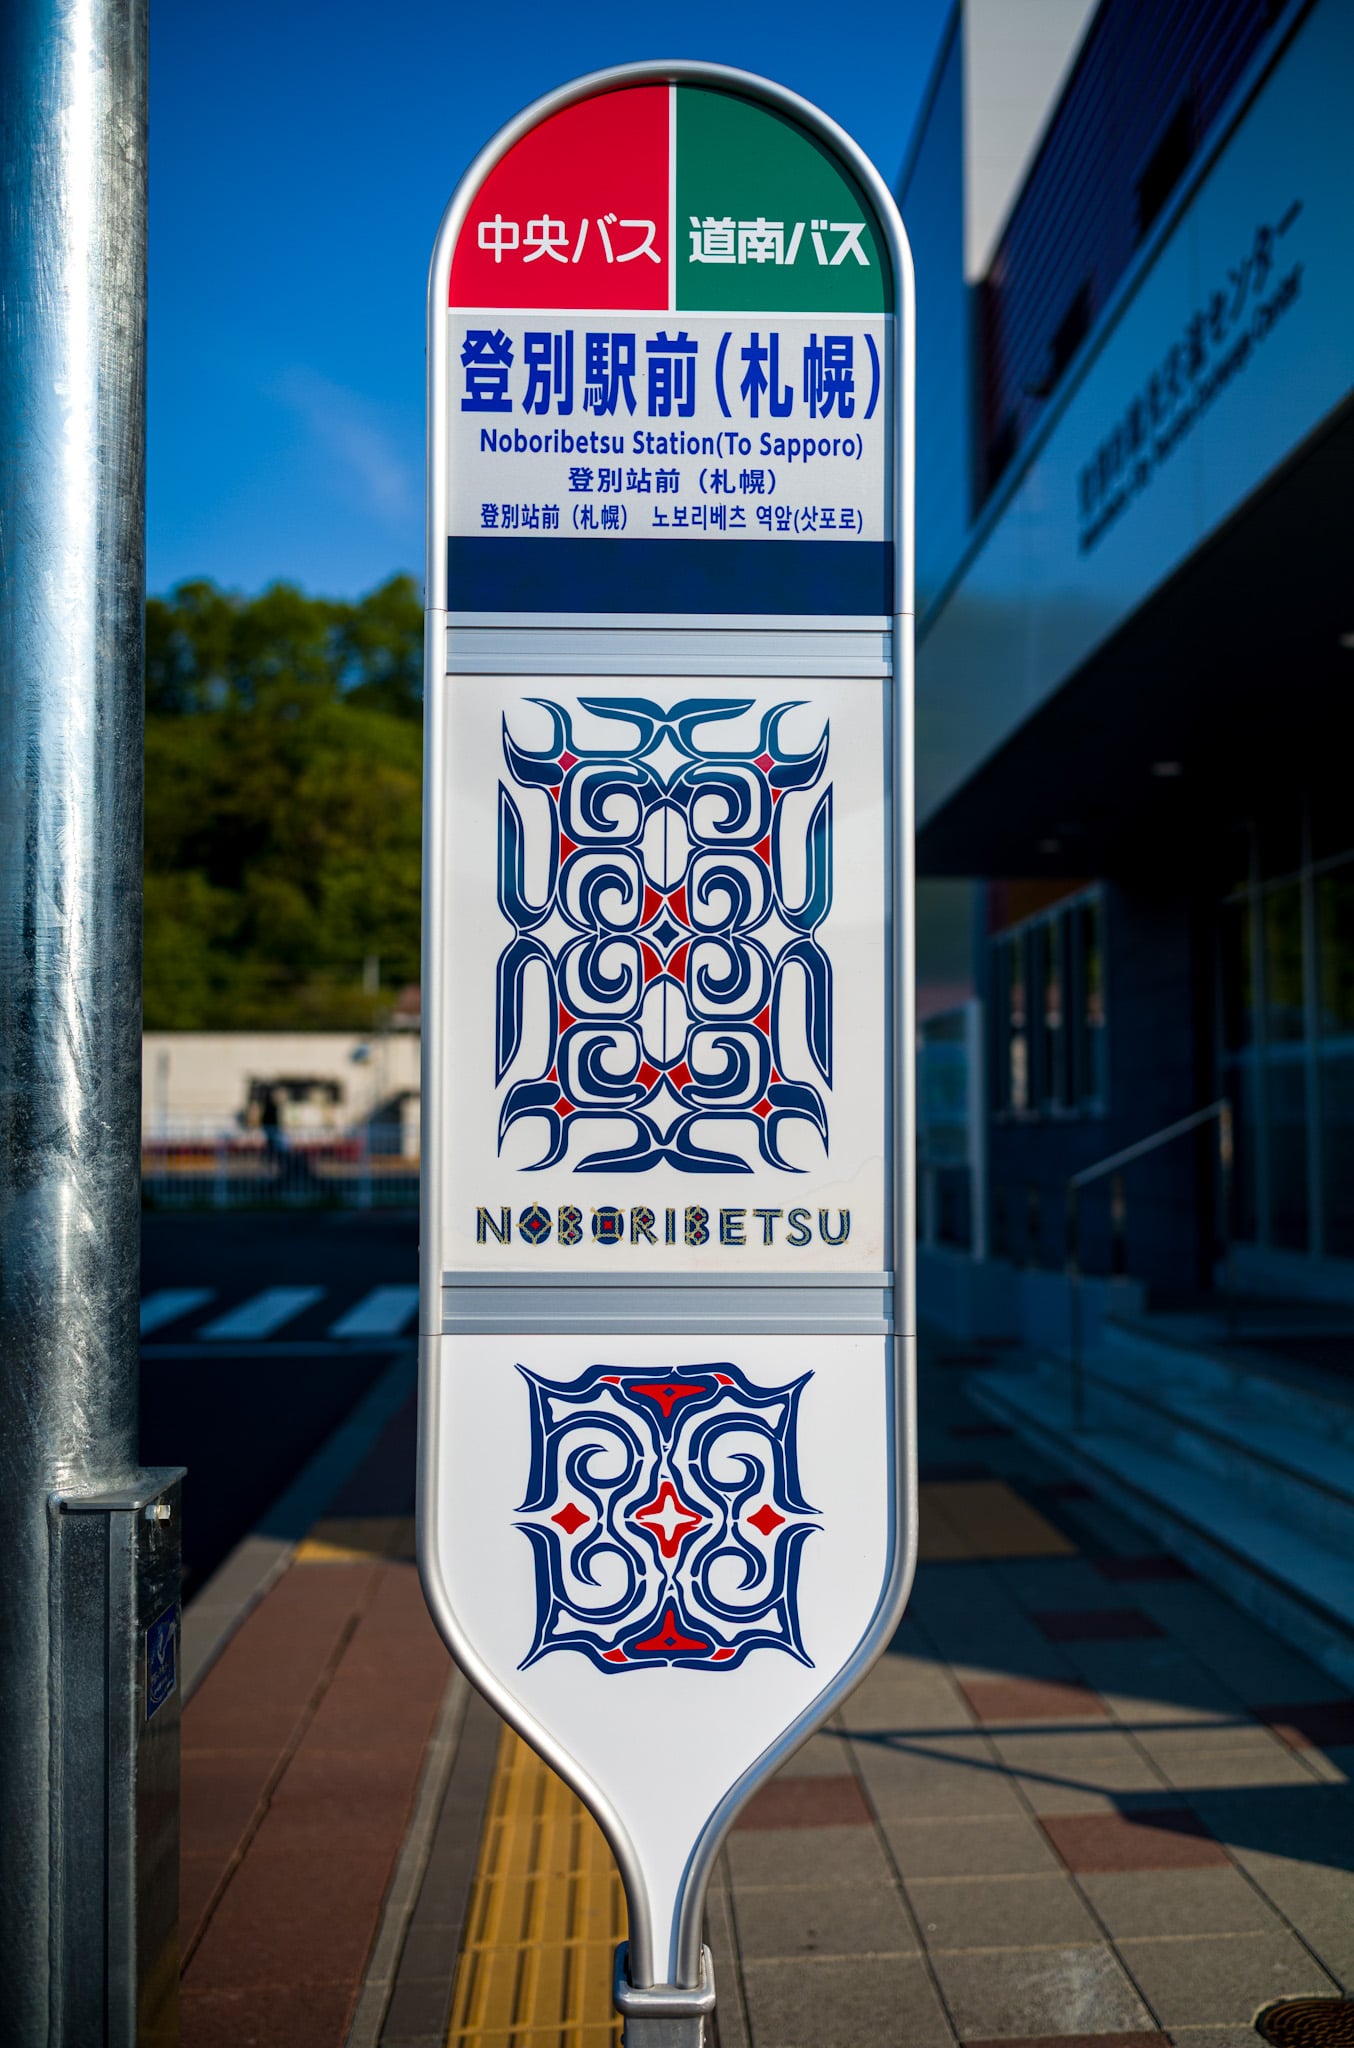 中央バス 道南バス
登別駅前(札幌)
Noboribetsu Station(To Sapporo)
登別站前（札幌）
登別站前（札幌） 노보리베츠 역앞(삿포로)
NOBORIBETSU